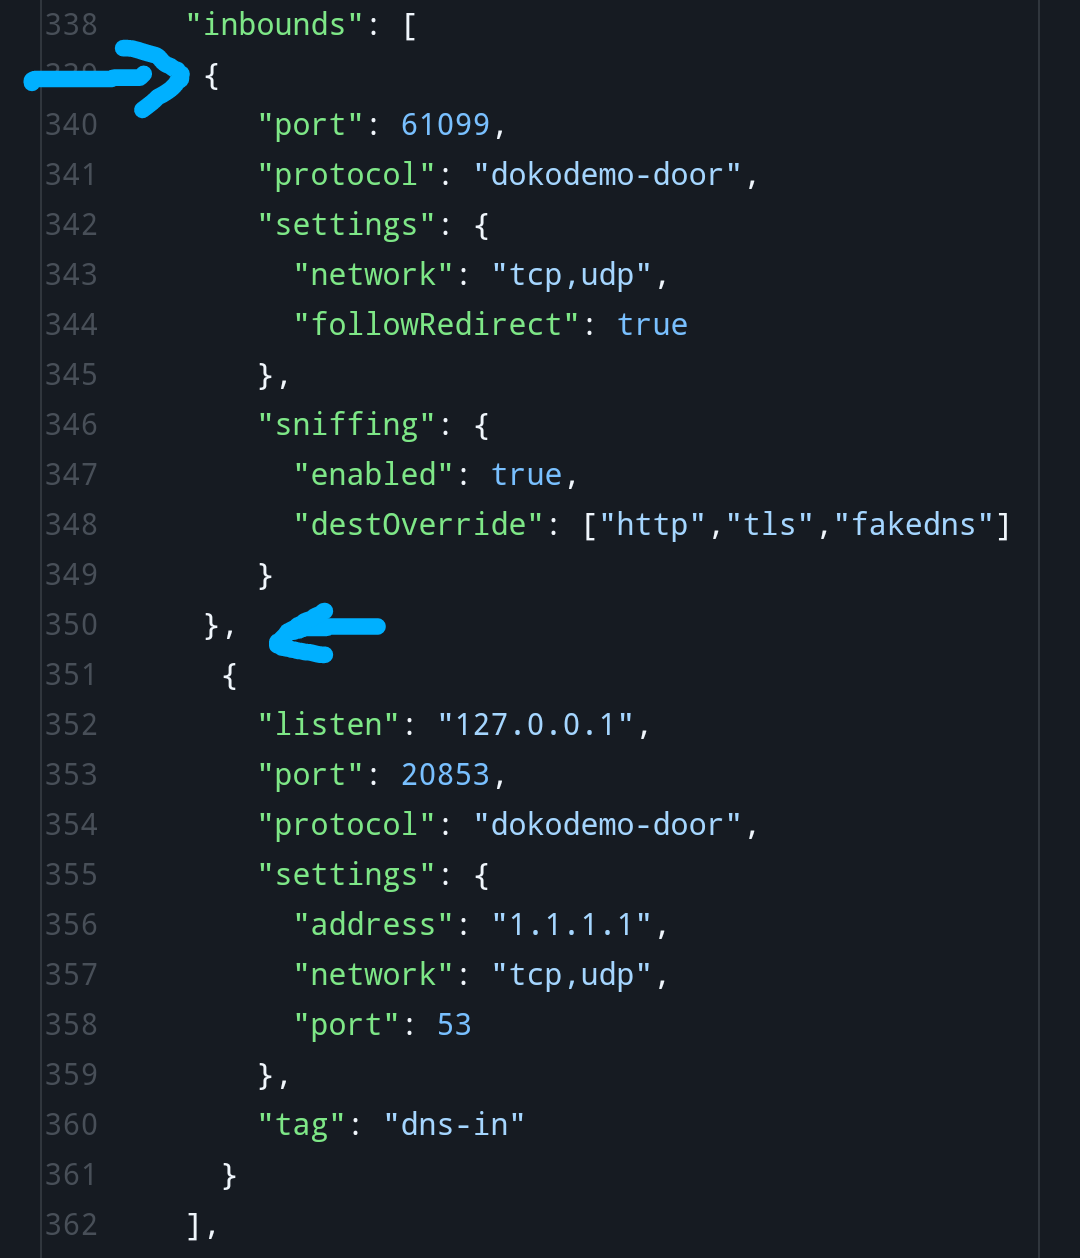 338 "inbounds": [
339 {
340 "port": 61099,
341 "protocol": "dokodemo-door",
342 "settings": {
343 "network": "tcp,udp",
344 "followRedirect": true
345 },
346 "sniffing": {
347 "enabled": true,
348 "destOverride": ["http","tls","fakedns"]
349 }
350 },
351 {
352 "listen": "127.0.0.1",
353 "port": 20853,
354 "protocol": "dokodemo-door",
355 "settings": {
356 "address": "1.1.1.1",
357 "network": "tcp,udp",
358 "port": 53
359 },
360 "tag": "dns-in"
361 }
362 ],